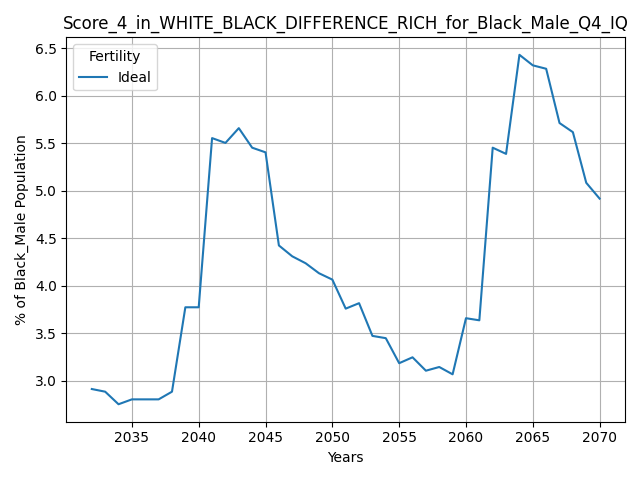 Score_4_in_WHITE_BLACK_DIFFERENCE_RICH_for_Black_Male_Q4_IQ
Fertility
Ideal
6.5
6.0
5.5
5.0
4.5
4.0
3.5
3.0
% of Black_Male Population
2035 2040 2045 2050 2055 2060 2065 2070
Years